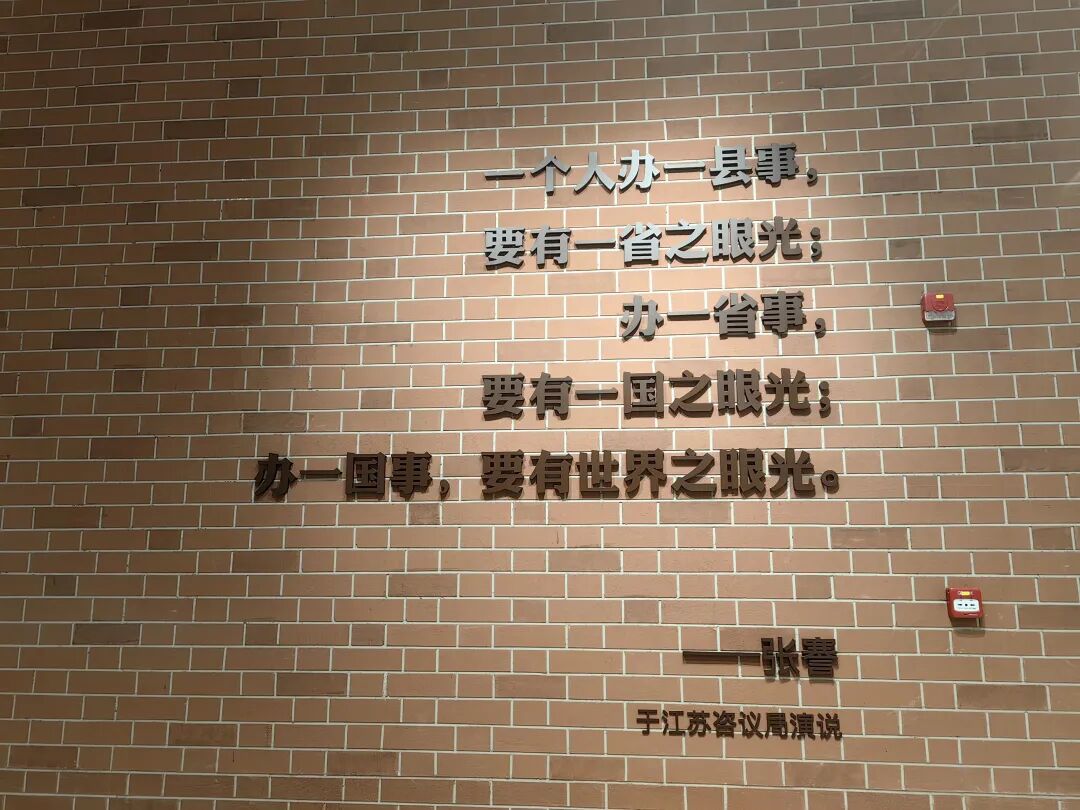 一个人办一县事，
要有一省之眼光；
办一省事，
要有一国之眼光；
办一国事，要有世界之眼光。
——张謇
于江苏咨议局演说